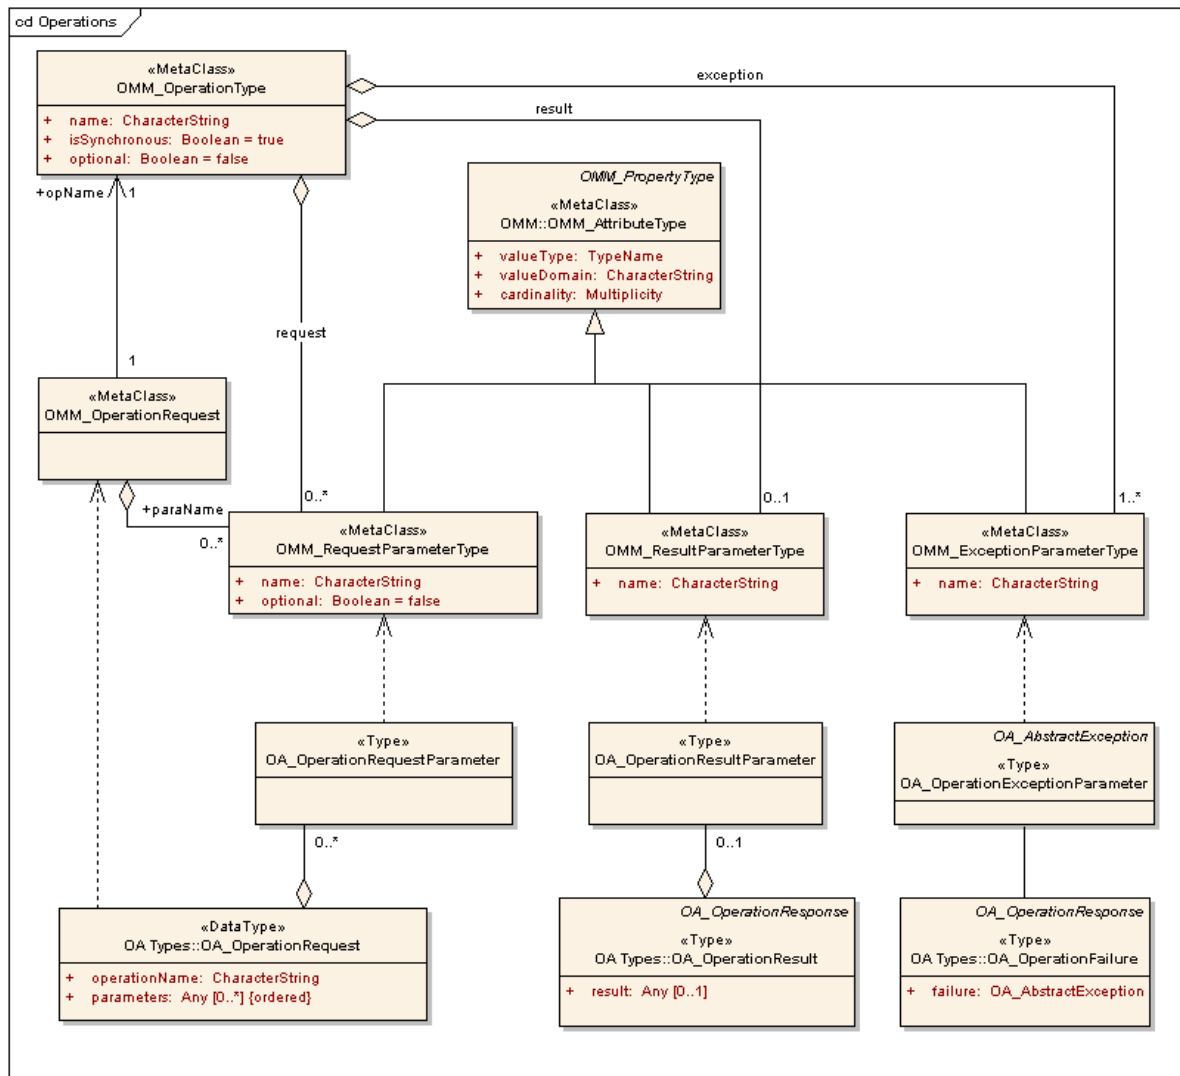 cd Operations
«MetaClass»
OMM_OperationType
+ name: CharacterString
+ isSynchronous: Boolean = true
+ optional: Boolean = false
exception
result
OMM_PropertyType
«MetaClass»
OMM::OMM_AttributeType
+ valueType: TypeName
+ valueDomain: CharacterString
+ cardinality: Multiplicity
+opName
1
request
1
«MetaClass»
OMM_OperationRequest
+paraName
0..*
0..*
0..1
1..*
«MetaClass»
OMM_RequestParameterType
+ name: CharacterString
+ optional: Boolean = false
«MetaClass»
OMM_ResultParameterType
+ name: CharacterString
«MetaClass»
OMM_ExceptionParameterType
+ name: CharacterString
«Type»
OA_OperationRequestParameter
«Type»
OA_OperationResultParameter
OA_AbstractException
«Type»
OA_OperationExceptionParameter
0..*
0..1
«DataType»
OA Types::OA_OperationRequest
+ operationName: CharacterString
+ parameters: Any [0..*] {ordered}
OA_OperationResponse
«Type»
OA Types::OA_OperationResult
+ result: Any [0..1]
OA_OperationResponse
«Type»
OA Types::OA_OperationFailure
+ failure: OA_AbstractException